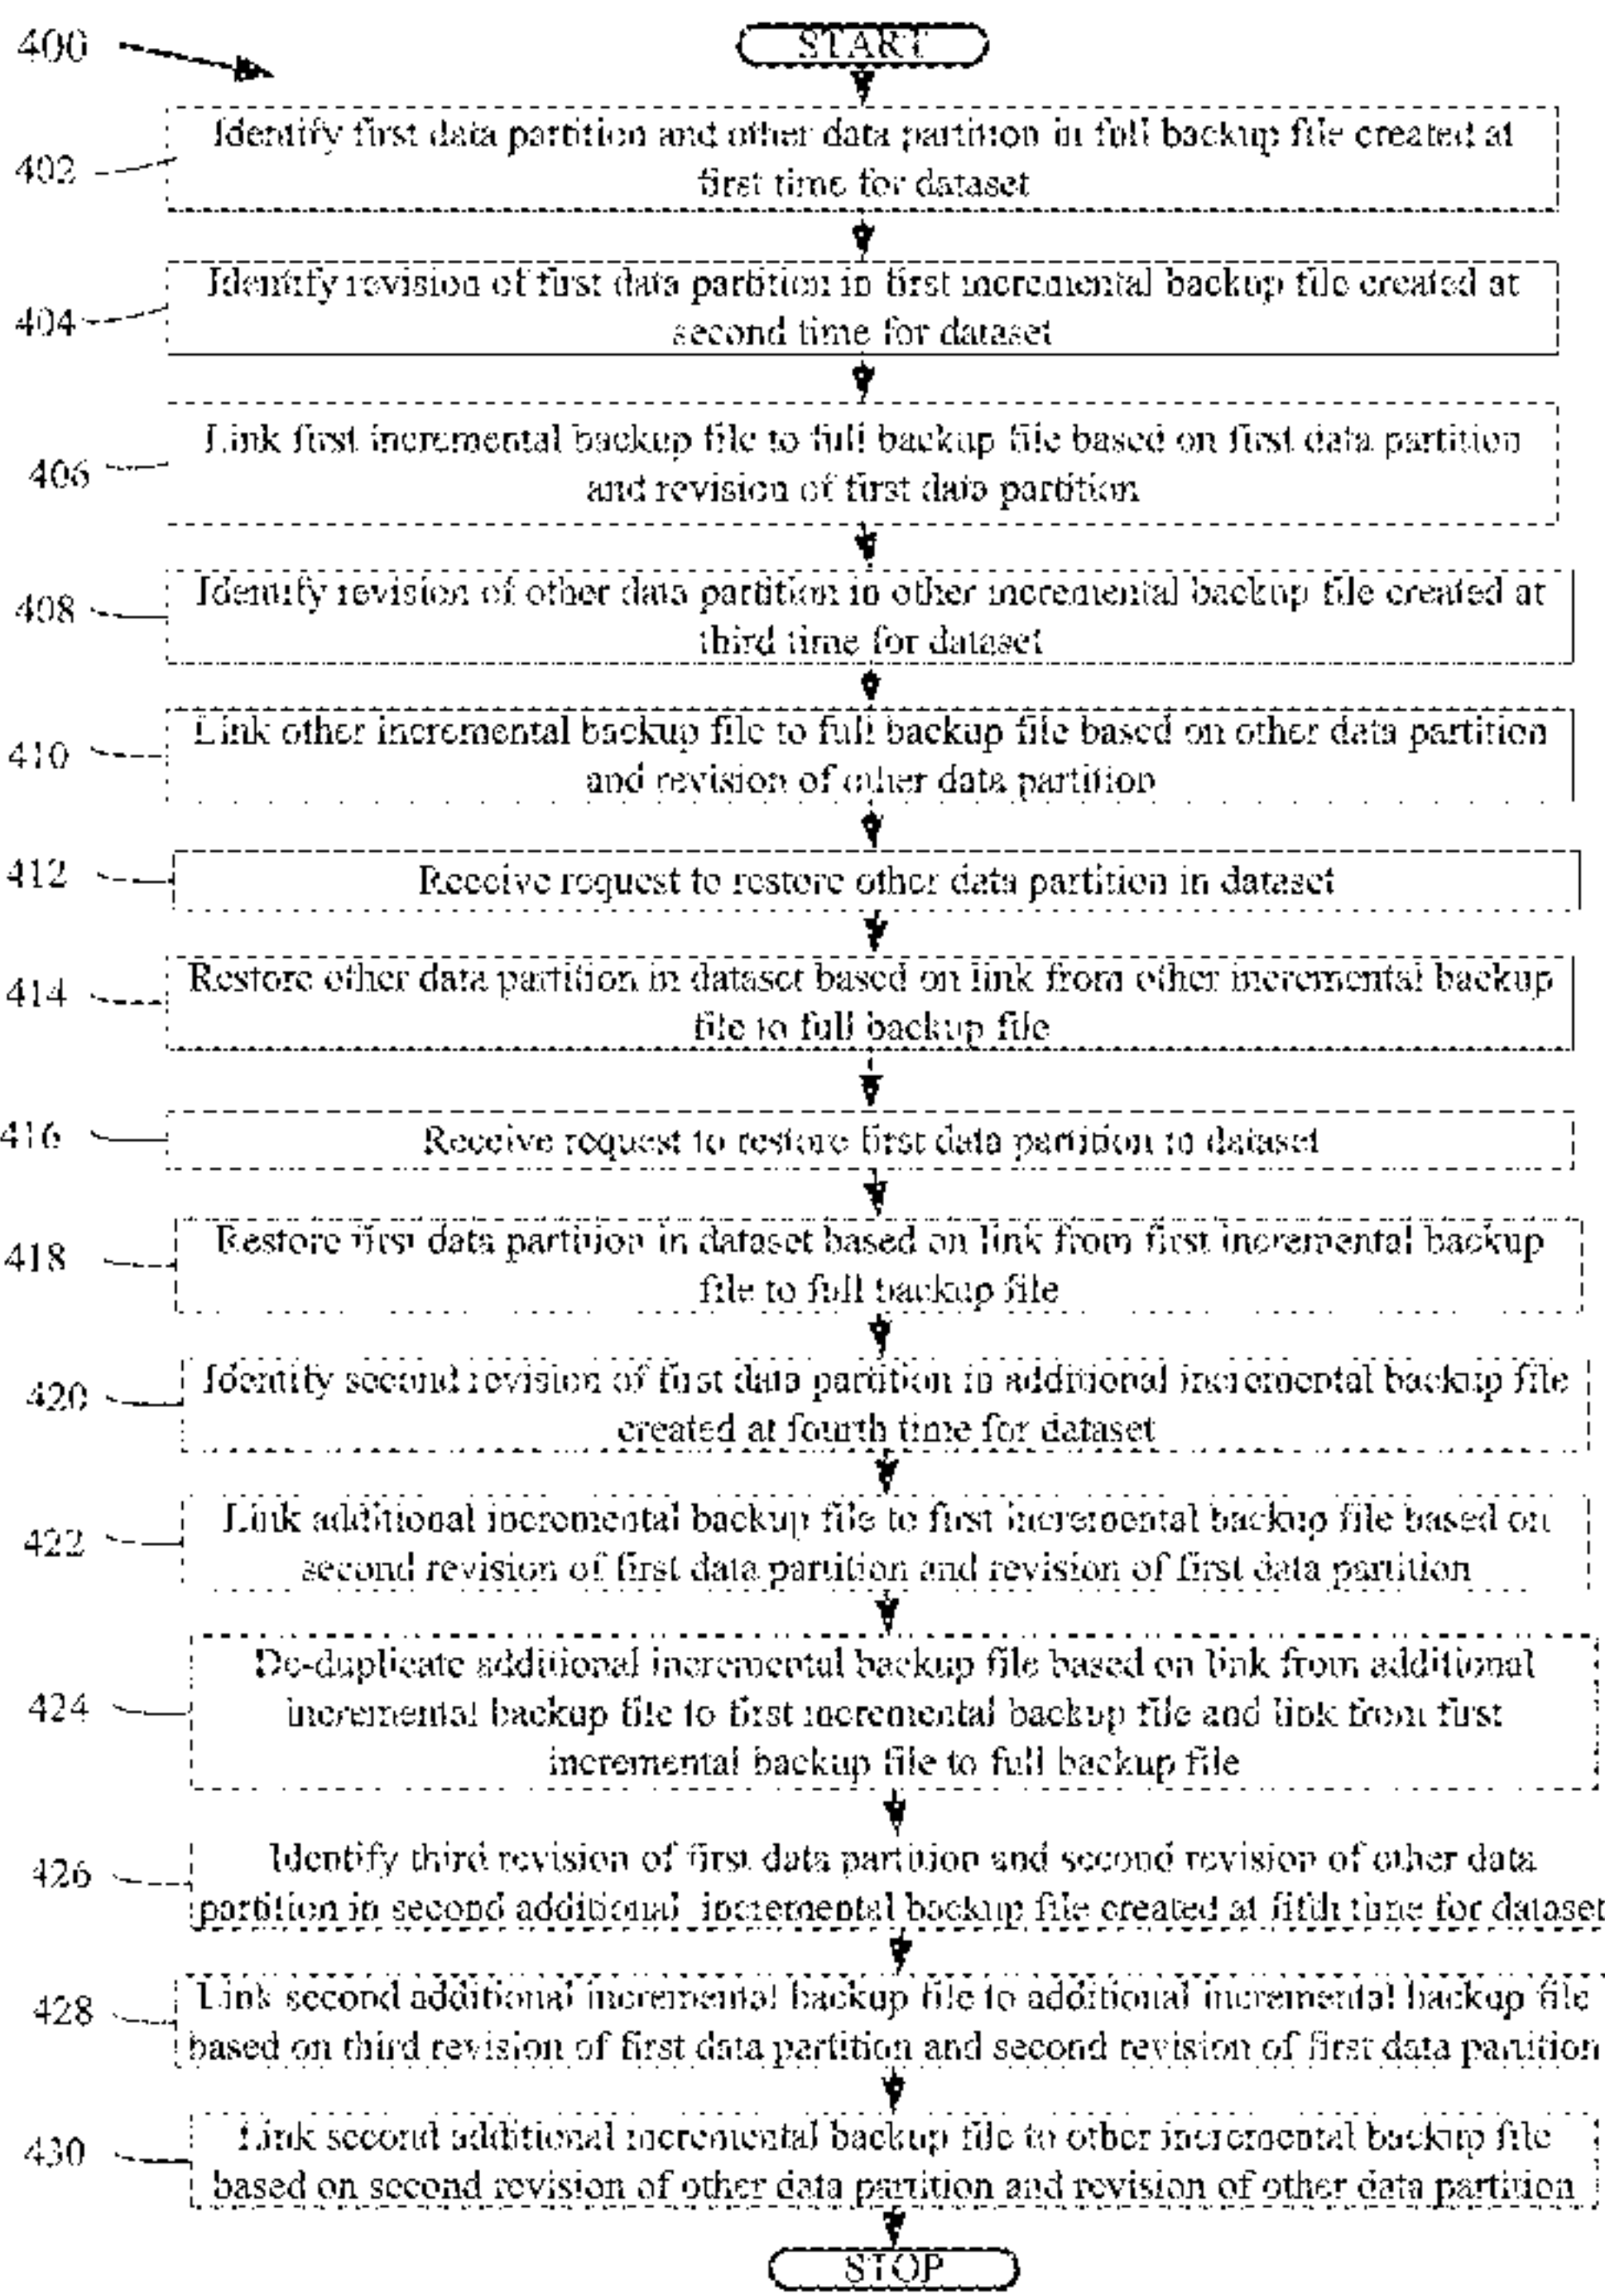 400
START
402
Identify first data partition and other data partition in full backup file created at
first time for dataset
404
Identify revision of first data partition in first incremental backup file created at
second time for dataset
406
Link first incremental backup file to full backup file based on first data partition
and revision of first data partition
408
Identify revision of other data partition in other incremental backup file created at
third time for dataset
410
Link other incremental backup file to full backup file based on other data partition
and revision of other data partition
412
Receive request to restore other data partition in dataset
414
Restore other data partition in dataset based on link from other incremental backup
file to full backup file
416
Receive request to restore first data partition in dataset
418
Restore first data partition in dataset based on link from first incremental backup
file to full backup file
420
Identify second revision of first data partition in additional incremental backup file
created at fourth time for dataset
422
Link additional incremental backup file to first incremental backup file based on
second revision of first data partition and revision of first data partition
424
De-duplicate additional incremental backup file based on link from additional
incremental backup file to first incremental backup file and link from first
incremental backup file to full backup file
426
Identify third revision of first data partition and second revision of other data
partition in second additional incremental backup file created at fifth time for dataset
428
Link second additional incremental backup file to additional incremental backup file
based on third revision of first data partition and second revision of first data partition
430
Link second additional incremental backup file to other incremental backup file
based on second revision of other data partition and revision of other data partition
STOP